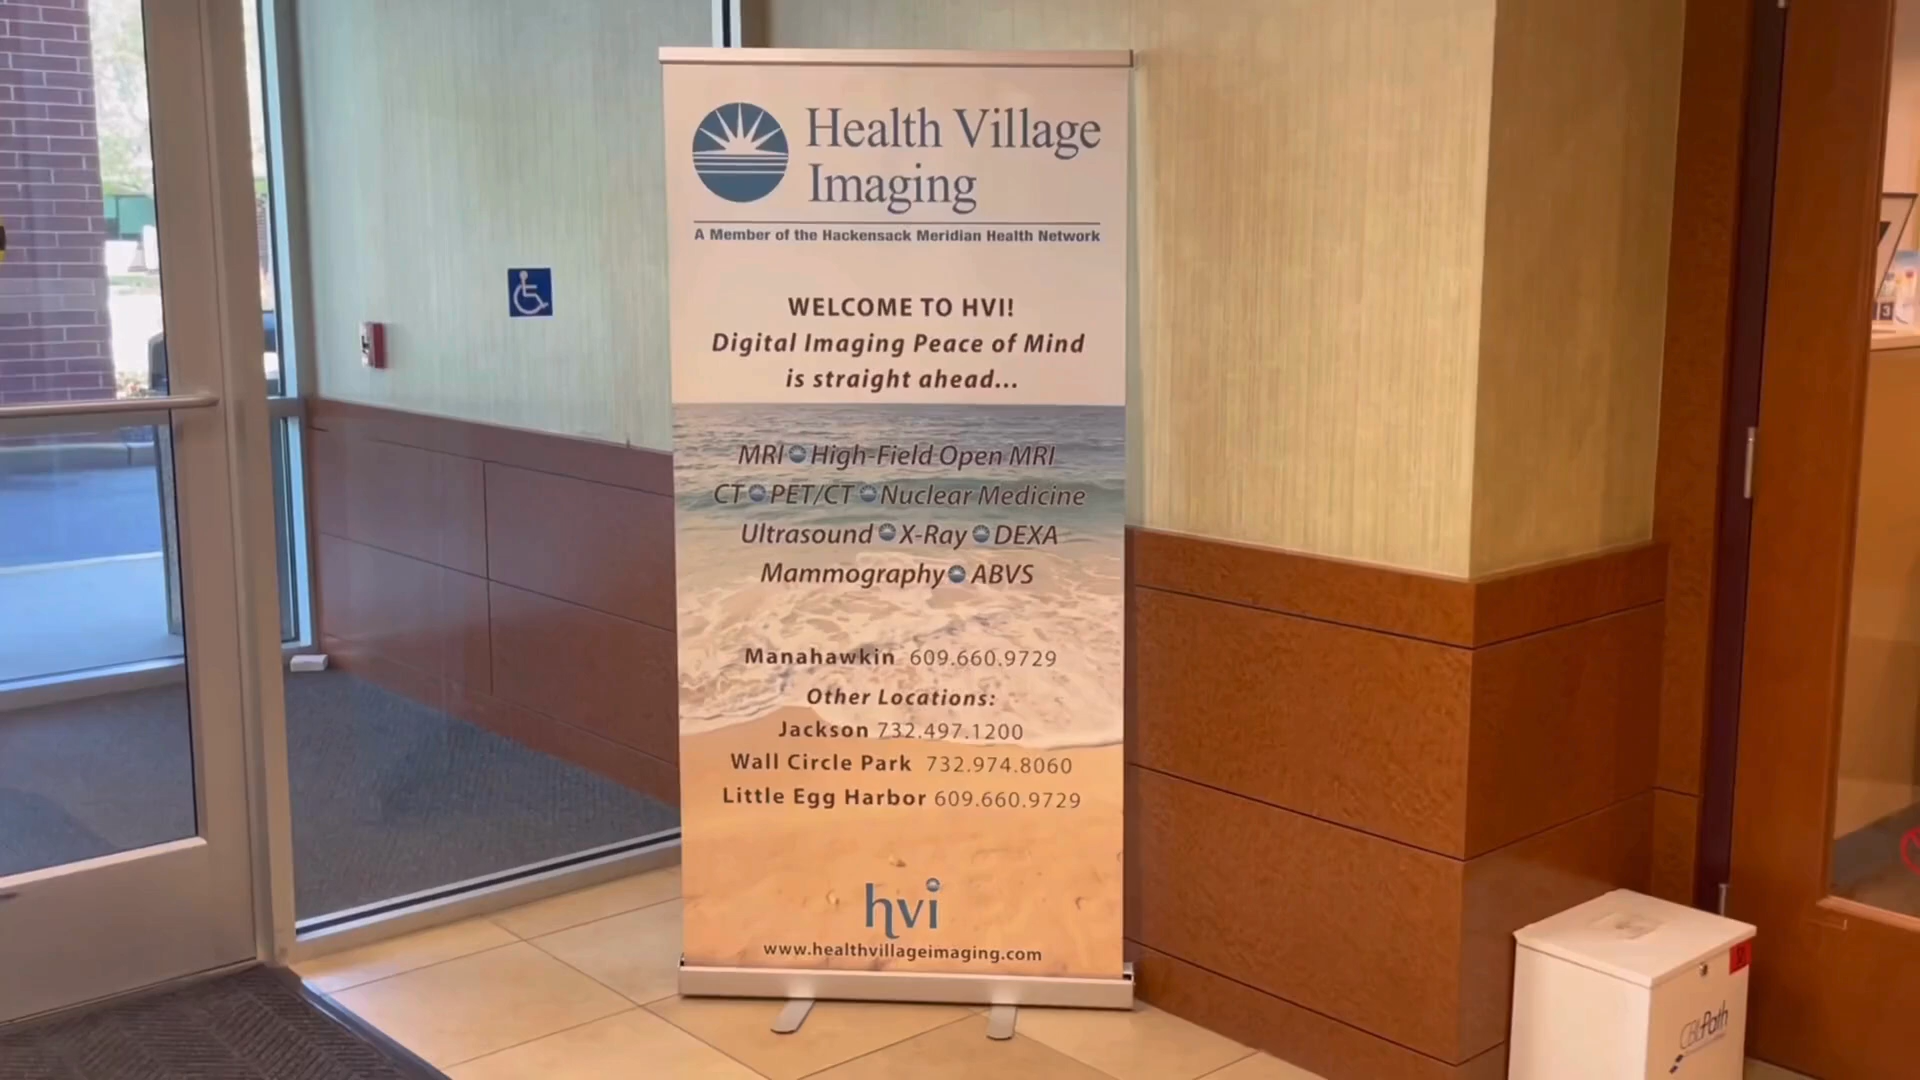 Health Village
Imaging
A Member of the Hackensack Meridian Health Network
WELCOME TO HVI!
Digital Imaging Peace of Mind
is straight ahead...
MRI High-Field Open MRI
CT PET/CT Nuclear Medicine
Ultrasound X-Ray DEXA
Mammography ABVS
Manahawkin 609.660.9729
Other Locations:
Jackson 732.497.1200
Wall Circle Park 732.974.8060
Little Egg Harbor 609.660.9729
hvi
www.healthvillageimaging.com
CBLPath